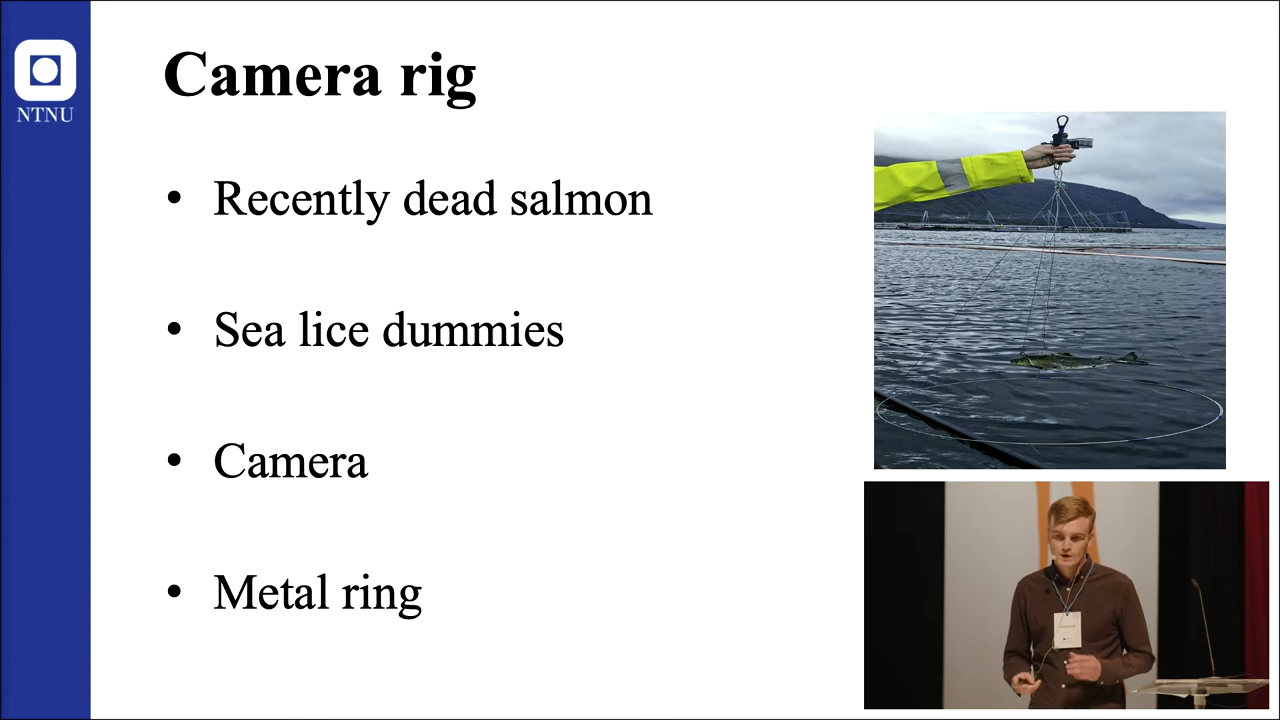 NTNU
Camera rig
• Recently dead salmon
• Sea lice dummies
• Camera
• Metal ring